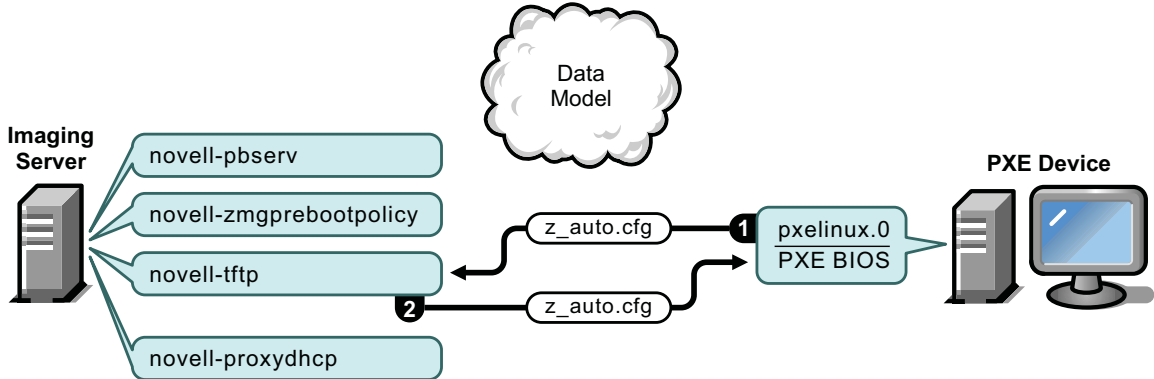 Data
Model
Imaging
Server
PXE Device
novell-pbserv
novell-zmgprebootpolicy
novell-tftp
novell-proxydhcp
z_auto.cfg
1
pxelinux.0
PXE BIOS
2
z_auto.cfg